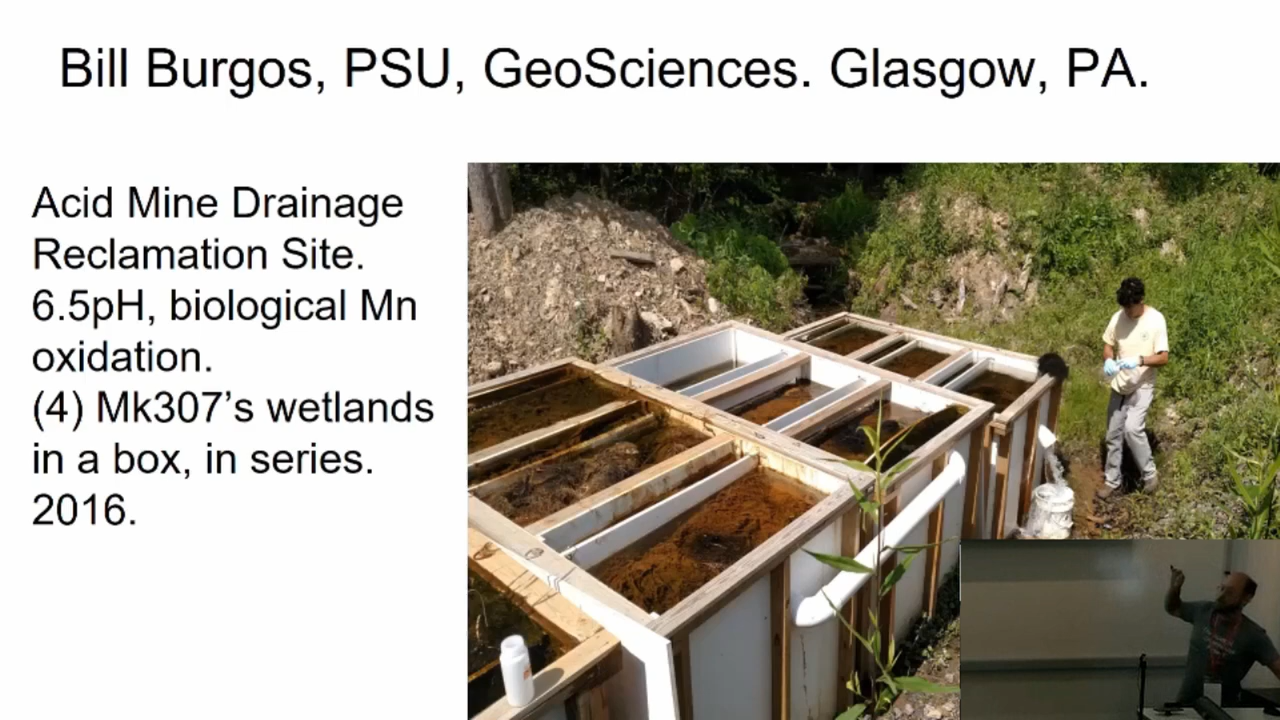 Bill Burgos, PSU, GeoSciences. Glasgow, PA.
Acid Mine Drainage
Reclamation Site.
6.5pH, biological Mn
oxidation.
(4) Mk307’s wetlands
in a box, in series.
2016.